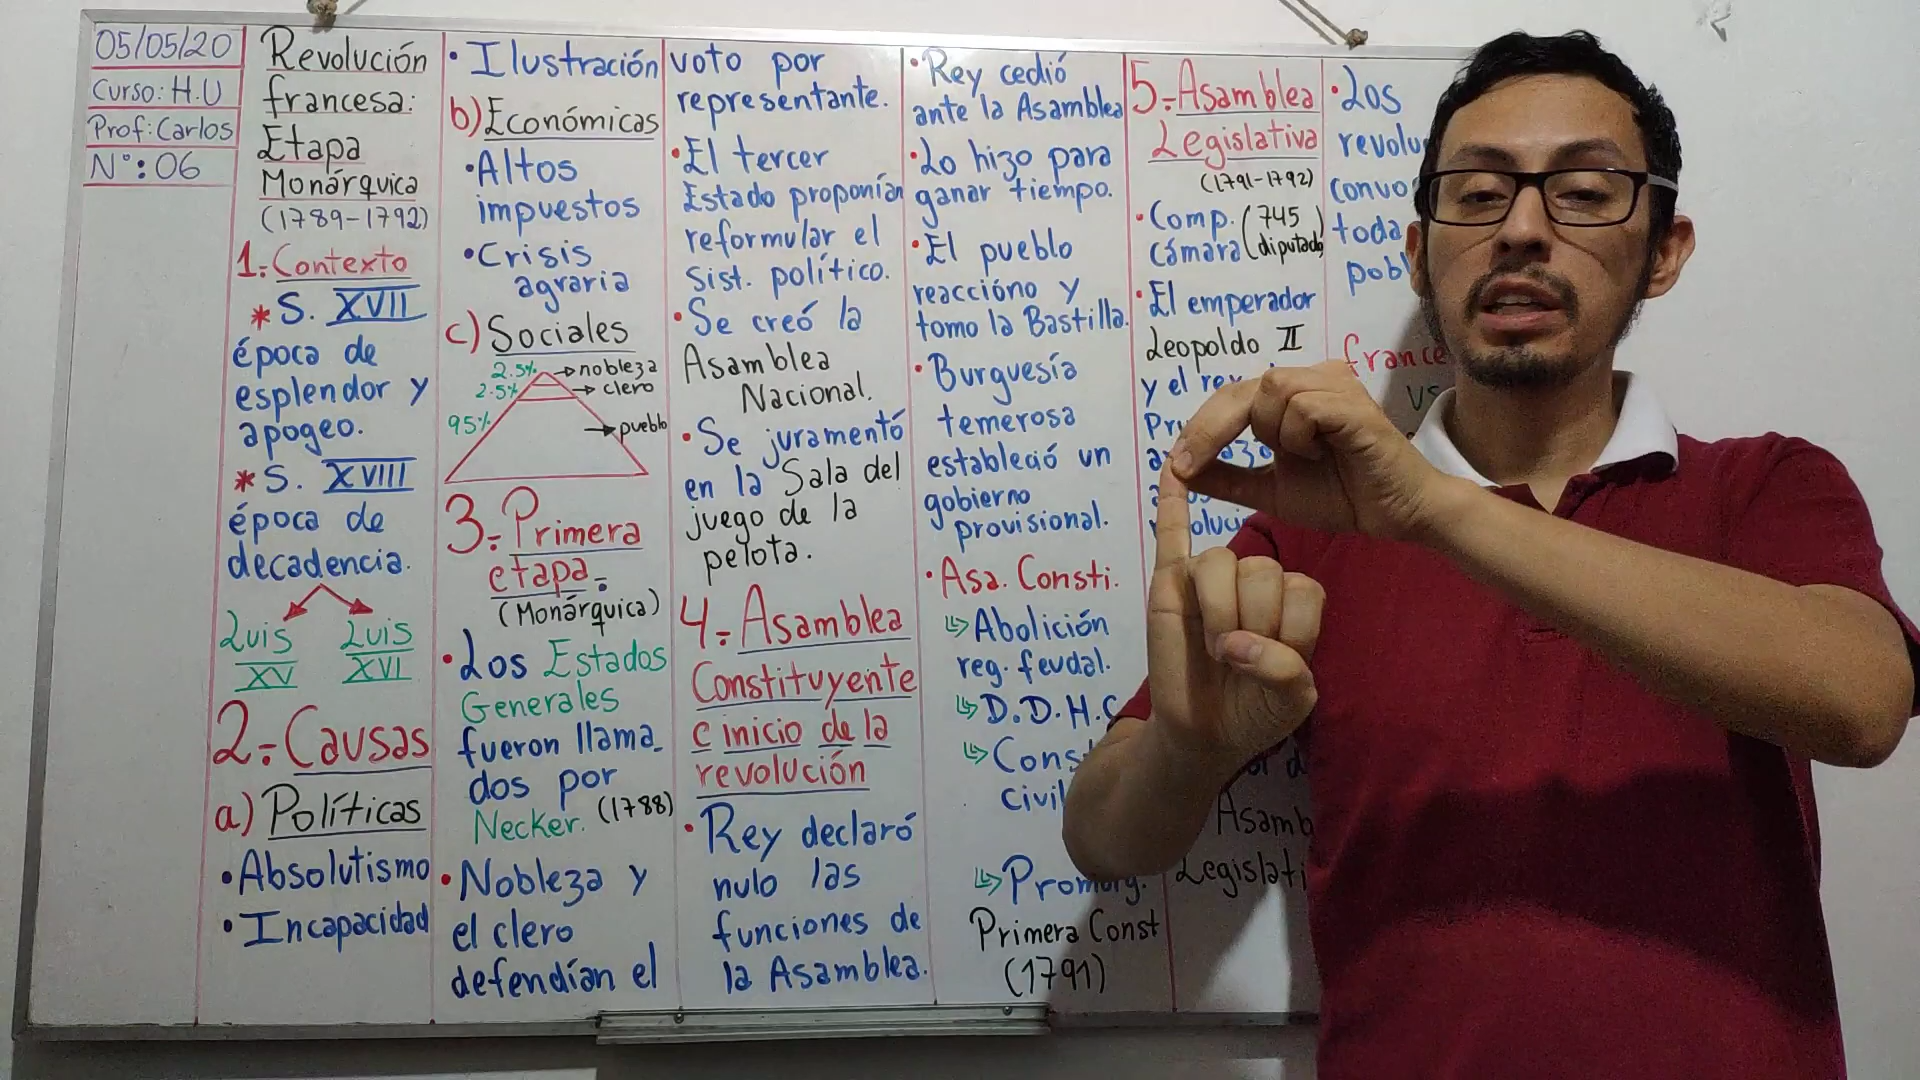 05/05/20
Curso: H.U
Prof: Carlos
N°: 06
Revolución
francesa:
Etapa
Monárquica
(1789-1792)
1.- Contexto
* S. XVII
época de
esplendor y
apogeo.
* S. XVIII
época de
decadencia.
Luis Luis
XV XVI
2.- Causas
a) Políticas
• Absolutismo
• Incapacidad
• Ilustración
b) Económicas
• Altos
impuestos
• Crisis
agraria
c) Sociales
2.5% → nobleza
2.5% → clero
95% → pueblo
3.- Primera
etapa.-
(Monárquica)
• Los Estados
Generales
fueron llama_
dos por
Necker. (1788)
• Nobleza y
el clero
defendían el
voto por
representante.
• El tercer
Estado proponían
reformular el
sist. político.
• Se creó la
Asamblea
Nacional.
• Se juramentó
en la Sala del
juego de la
pelota.
4.- Asamblea
Constituyente
e inicio de la
revolución
• Rey declaró
nulo las
funciones de
la Asamblea.
• Rey cedió
ante la Asamblea
• Lo hizo para
ganar tiempo.
• El pueblo
reaccióno y
tomo la Bastilla.
• Burguesía
temerosa
estableció un
gobierno
provisional.
• Asa. Consti.
↳ Abolición
reg. feudal.
↳ D.D.H.C
↳ Cons
civil
↳ Promulg.
Primera Const
(1791)
5.- Asamblea
Legislativa
(1791-1792)
• Comp. (745
cámara diputado)
• El emperador
Leopoldo II
y el rey
Pru
Asamb
Legislati
• Los
revolu
convo
toda
pobl
france
vs